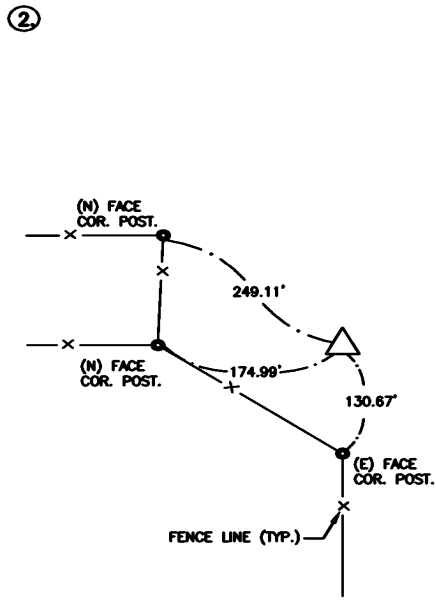 2.
(N) FACE
COR. POST.
249.11'
174.99'
(N) FACE
COR. POST.
130.67'
(E) FACE
COR. POST.
FENCE LINE (TYP.)